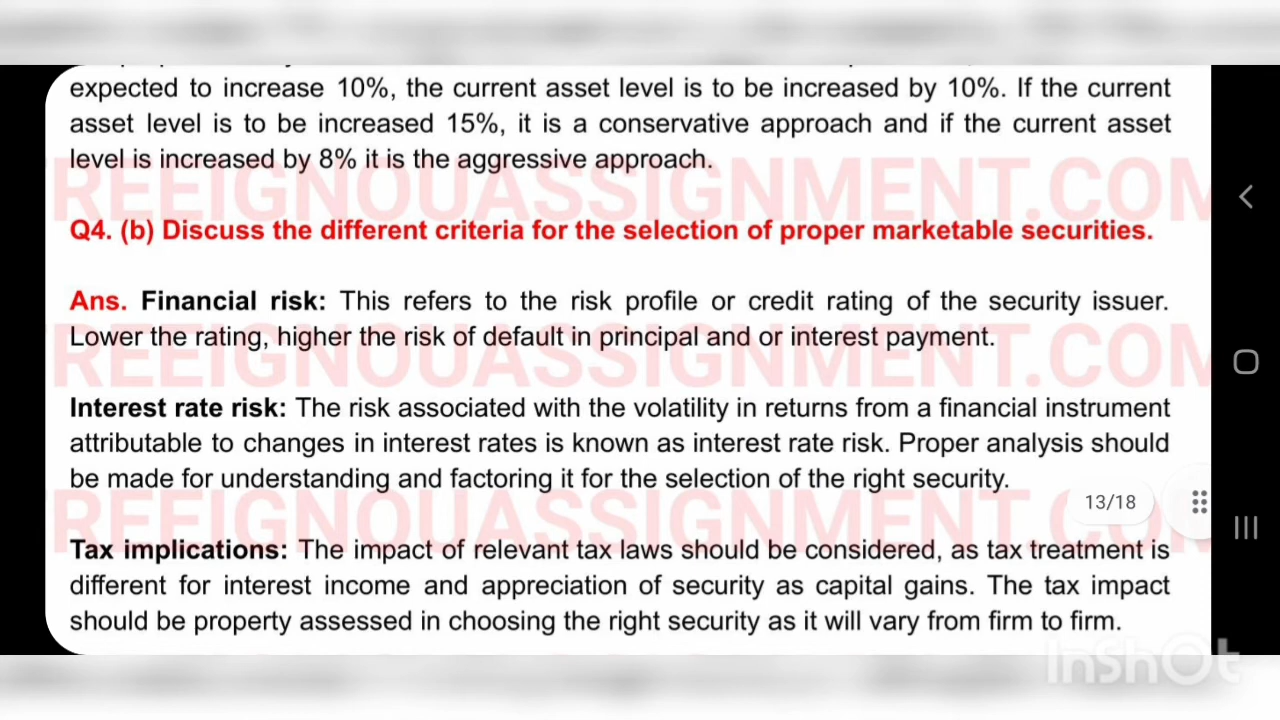 expected to increase 10%, the current asset level is to be increased by 10%. If the current
asset level is to be increased 15%, it is a conservative approach and if the current asset
level is increased by 8% it is the aggressive approach.
REEIGNOUASSIGNMENT.COM
Q4. (b) Discuss the different criteria for the selection of proper marketable securities.
Ans. Financial risk: This refers to the risk profile or credit rating of the security issuer.
Lower the rating, higher the risk of default in principal and or interest payment.
REEIGNOUASSIGNMENT.COM
Interest rate risk: The risk associated with the volatility in returns from a financial instrument
attributable to changes in interest rates is known as interest rate risk. Proper analysis should
be made for understanding and factoring it for the selection of the right security.
13/18
REEIGNOUASSIGNMENT.COM
Tax implications: The impact of relevant tax laws should be considered, as tax treatment is
different for interest income and appreciation of security as capital gains. The tax impact
should be property assessed in choosing the right security as it will vary from firm to firm.
InShOt